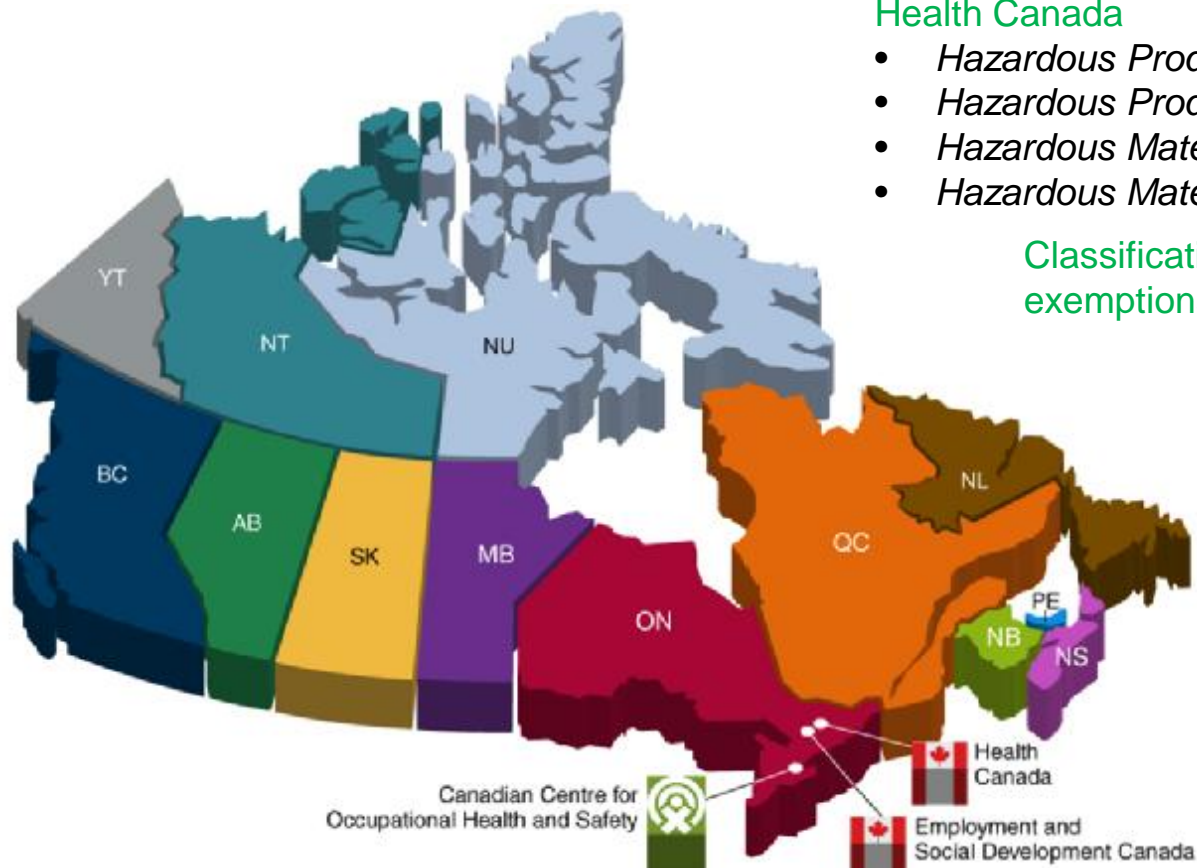 Health Canada
• Hazardous Prod
• Hazardous Prod
• Hazardous Mate
• Hazardous Mate
Classificati
exemption
YT
NT
NU
BC
AB
SK
MB
ON
QC
NL
PE
NB
NS
Health
Canada
Canadian Centre for
Occupational Health and Safety
Employment and
Social Development Canada